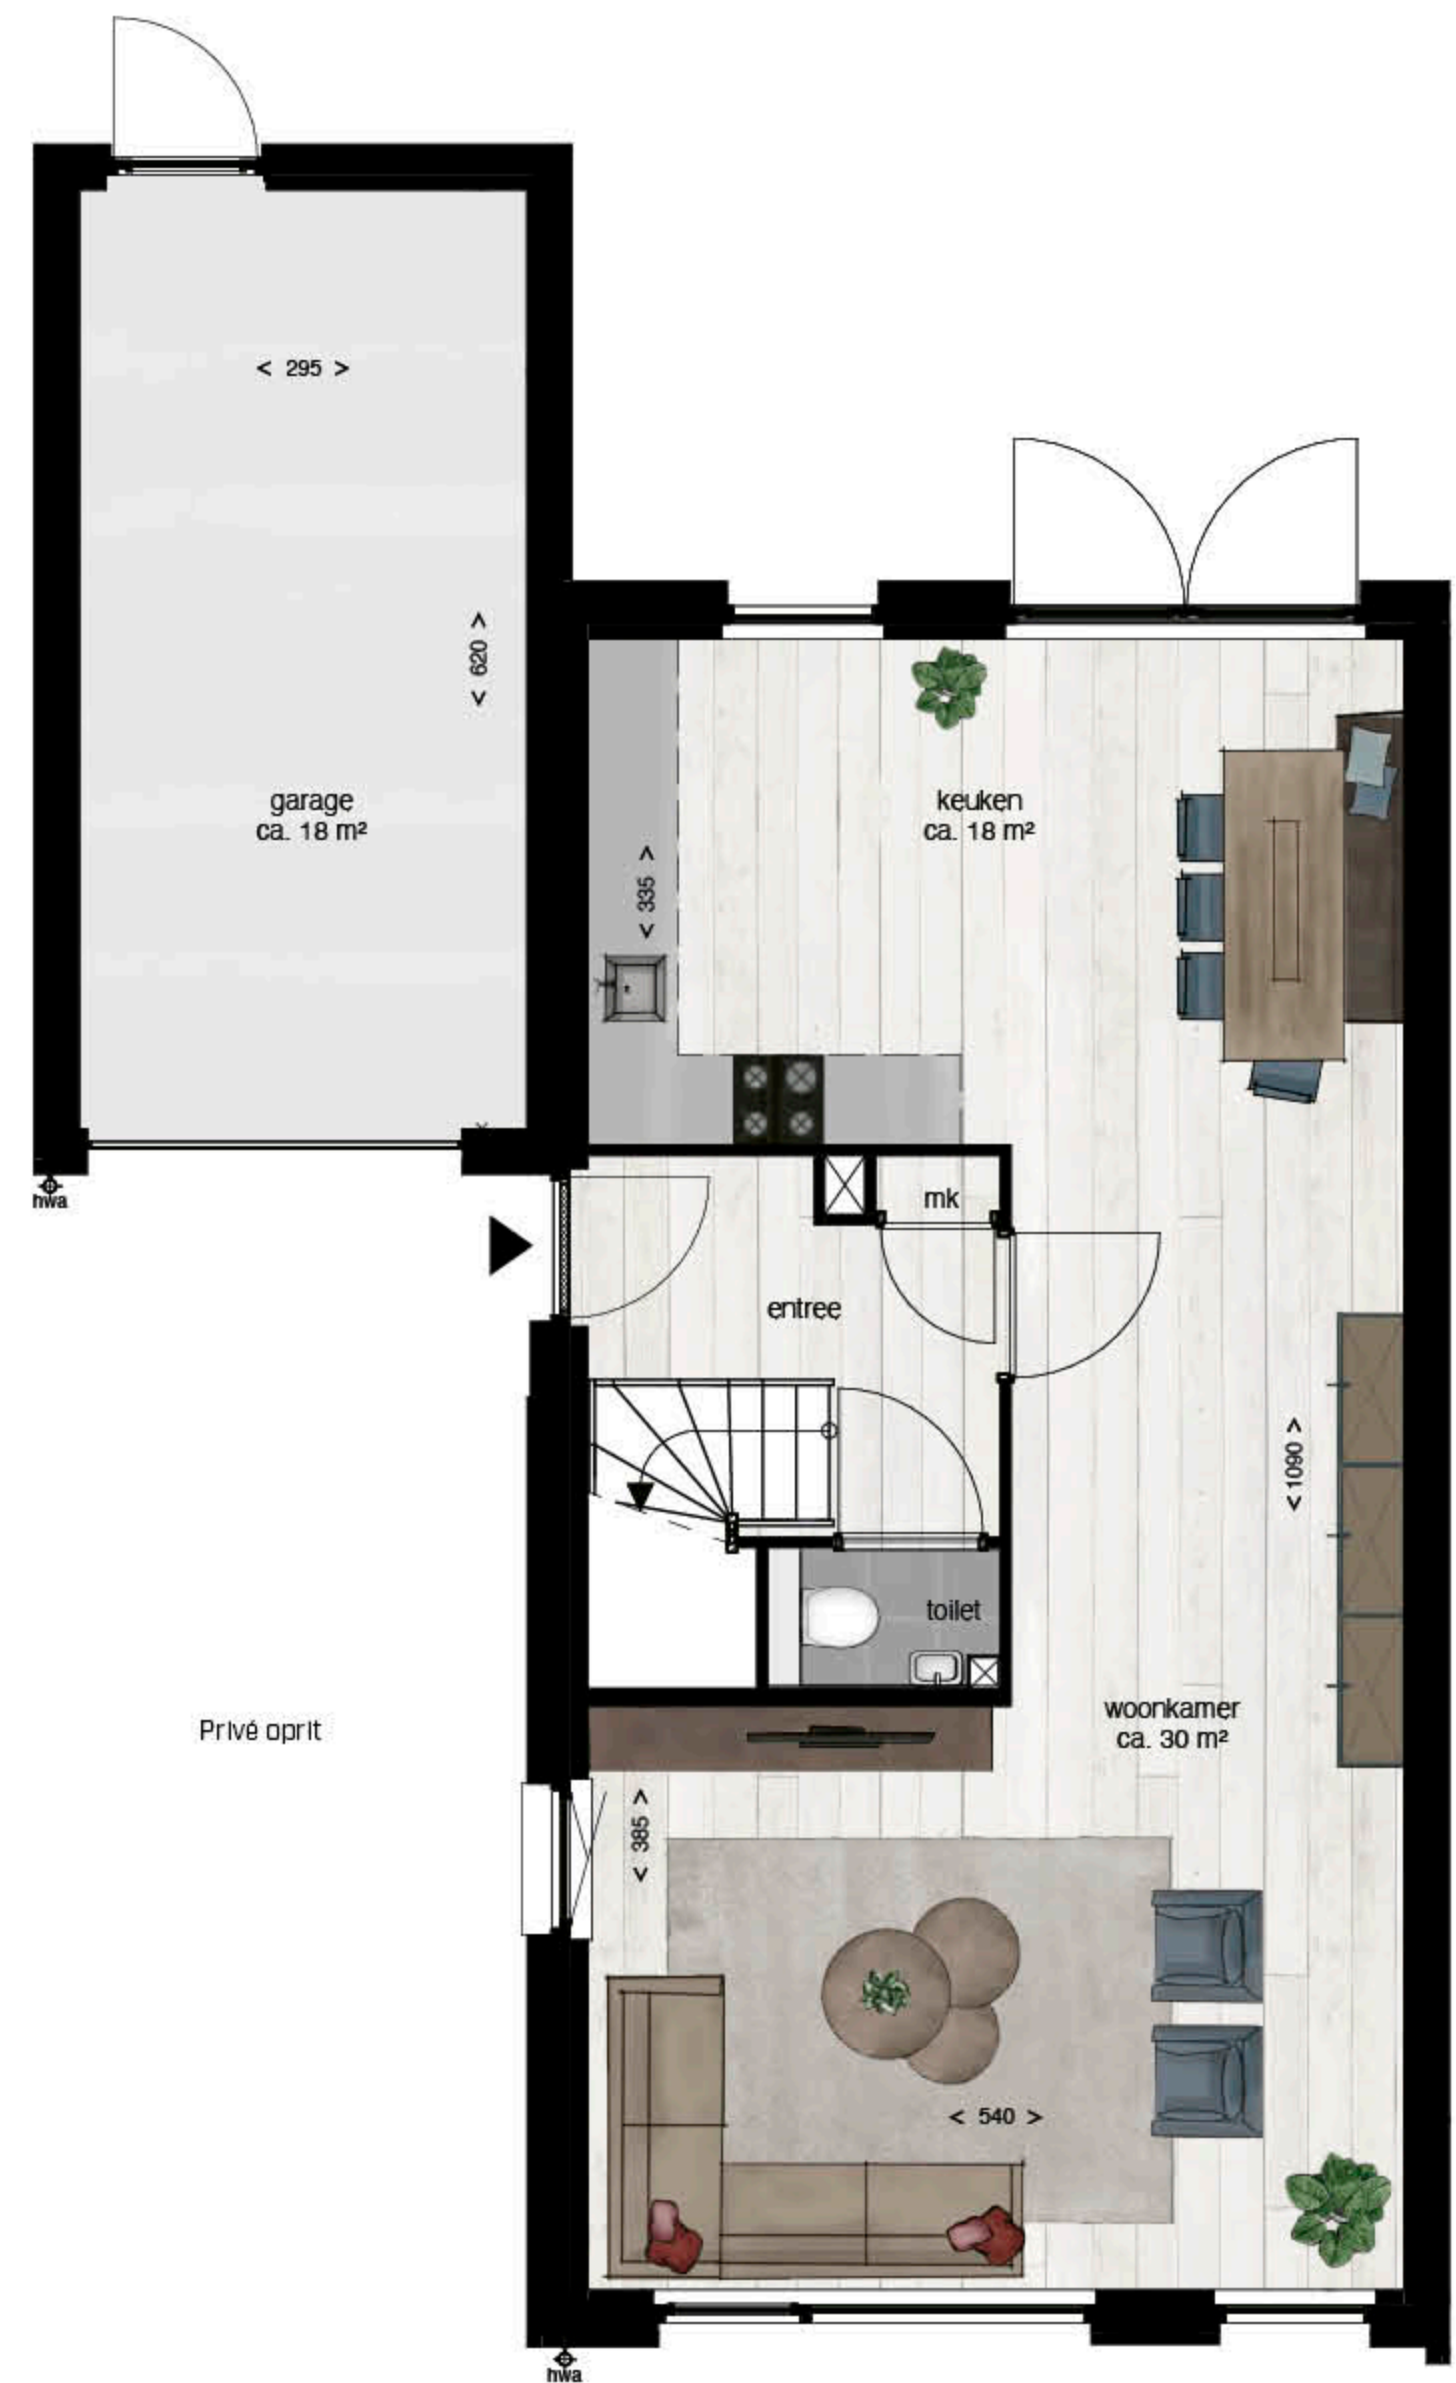 < 295 >
< 620 >
garage
ca. 18 m²
keuken
ca. 18 m²
< 335 >
hwa
mk
entree
< 1090 >
toilet
woonkamer
ca. 30 m²
Privé oprit
< 385 >
< 540 >
hwa